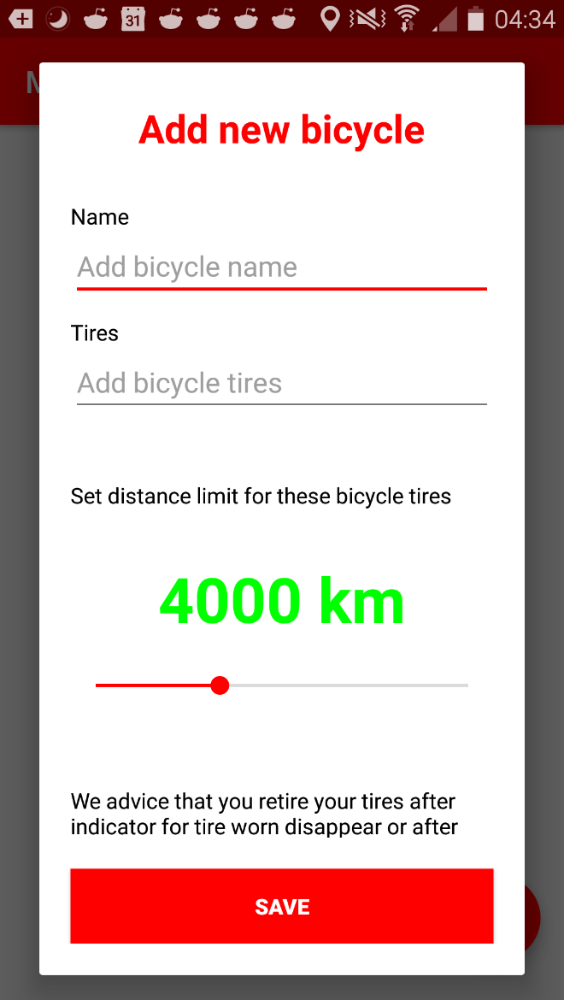 31
04:34
M
Add new bicycle
Name
Add bicycle name
Tires
Add bicycle tires
Set distance limit for these bicycle tires
4000 km
We advice that you retire your tires after
indicator for tire worn disappear or after
SAVE